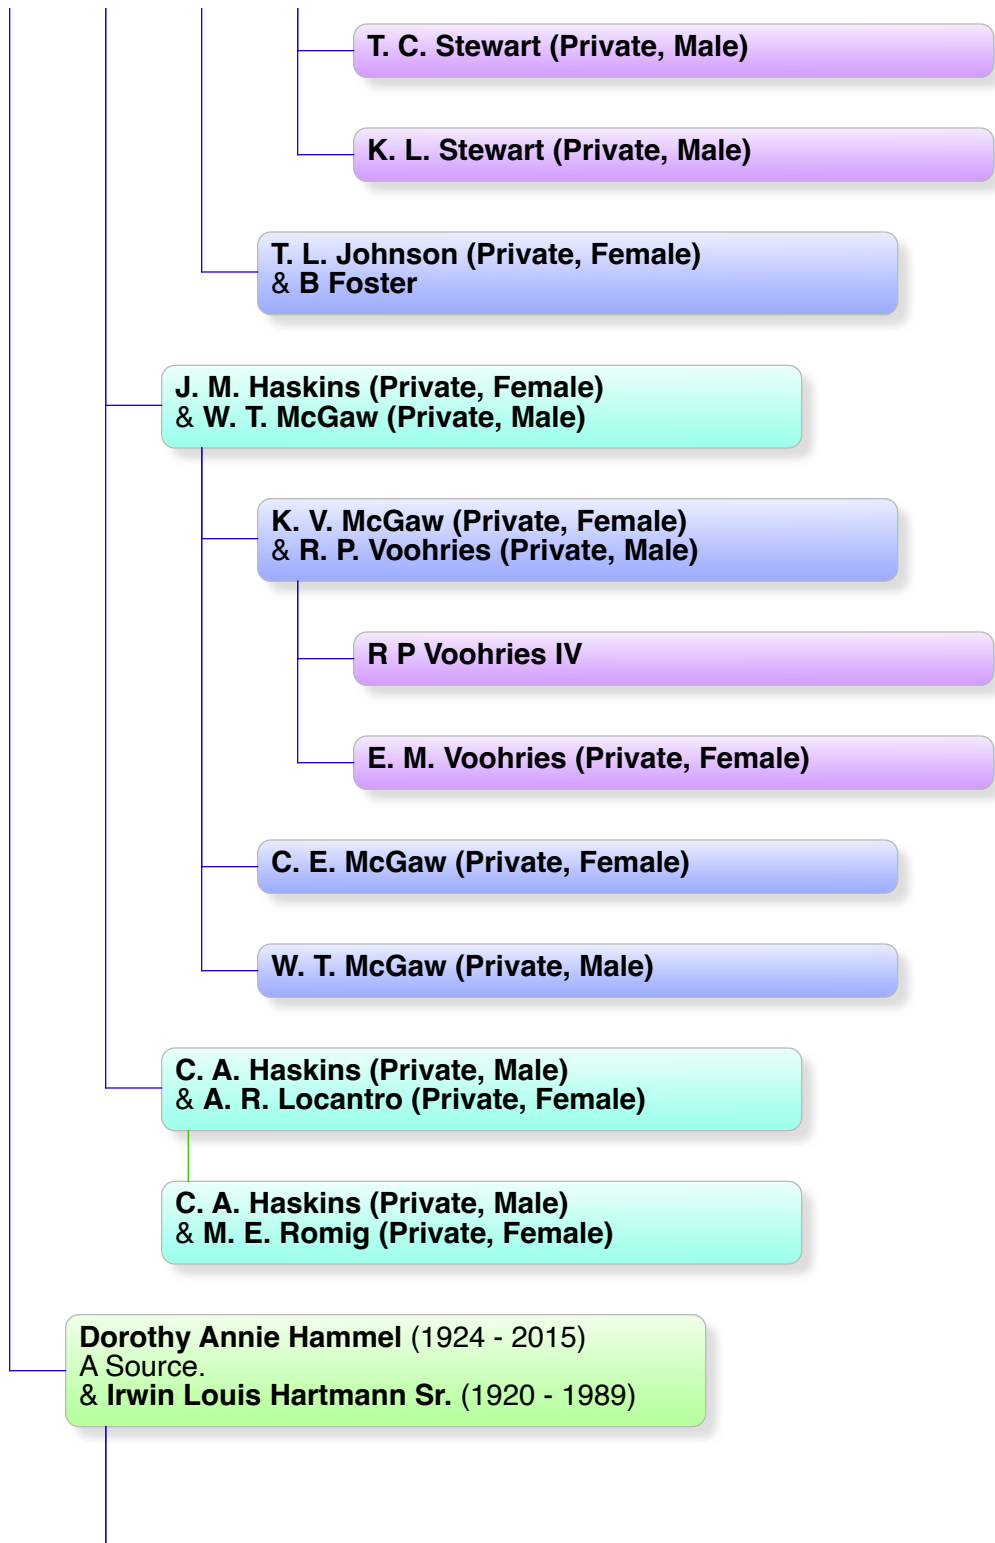 T. C. Stewart (Private, Male)
K. L. Stewart (Private, Male)
T. L. Johnson (Private, Female)
& B Foster
J. M. Haskins (Private, Female)
& W. T. McGaw (Private, Male)
K. V. McGaw (Private, Female)
& R. P. Voohries (Private, Male)
R P Voohries IV
E. M. Voohries (Private, Female)
C. E. McGaw (Private, Female)
W. T. McGaw (Private, Male)
C. A. Haskins (Private, Male)
& A. R. Locantro (Private, Female)
C. A. Haskins (Private, Male)
& M. E. Romig (Private, Female)
Dorothy Annie Hammel (1924 - 2015)
A Source.
& Irwin Louis Hartmann Sr. (1920 - 1989)